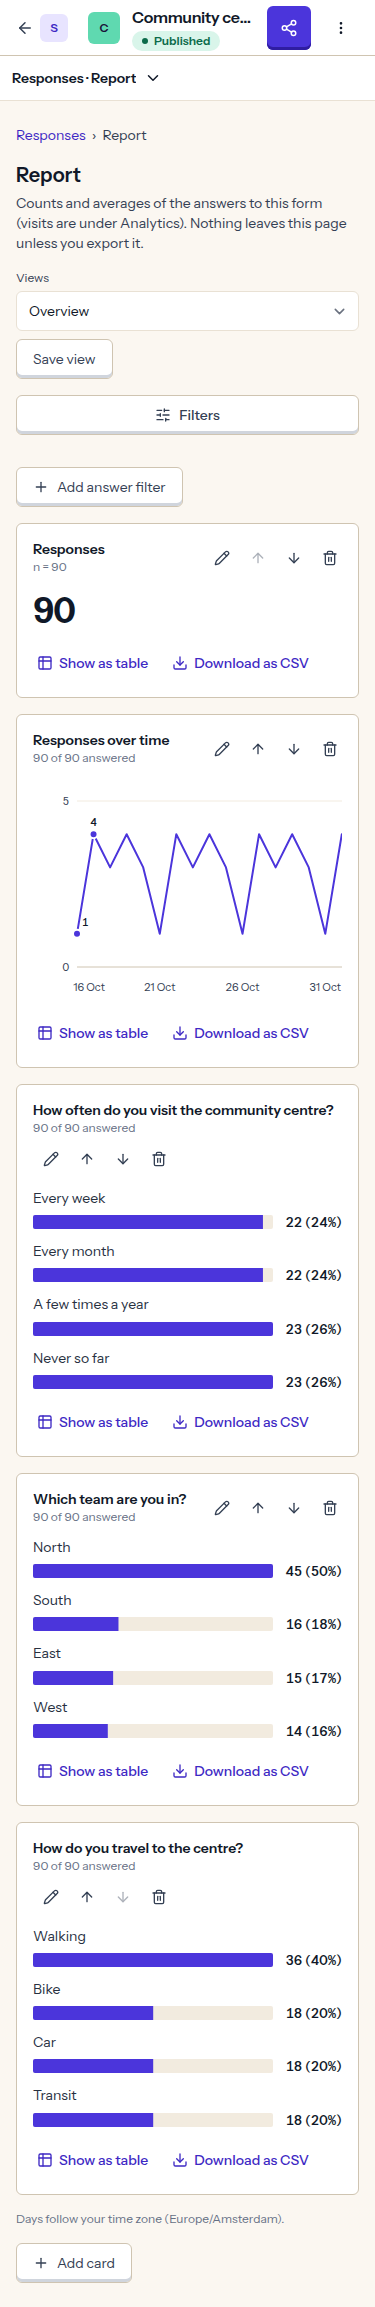 S
C
Community ce...
Published
Responses · Report
Responses › Report
Report
Counts and averages of the answers to this form
(visits are under Analytics). Nothing leaves this page
unless you export it.
Views
Overview
Save view
Filters
Add answer filter
Responses
n = 90
90
Show as table
Download as CSV
Responses over time
90 of 90 answered
5
4
1
0
16 Oct
21 Oct
26 Oct
31 Oct
Show as table
Download as CSV
How often do you visit the community centre?
90 of 90 answered
Every week
22 (24%)
Every month
22 (24%)
A few times a year
23 (26%)
Never so far
23 (26%)
Show as table
Download as CSV
Which team are you in?
90 of 90 answered
North
45 (50%)
South
16 (18%)
East
15 (17%)
West
14 (16%)
Show as table
Download as CSV
How do you travel to the centre?
90 of 90 answered
Walking
36 (40%)
Bike
18 (20%)
Car
18 (20%)
Transit
18 (20%)
Show as table
Download as CSV
Days follow your time zone (Europe/Amsterdam).
Add card